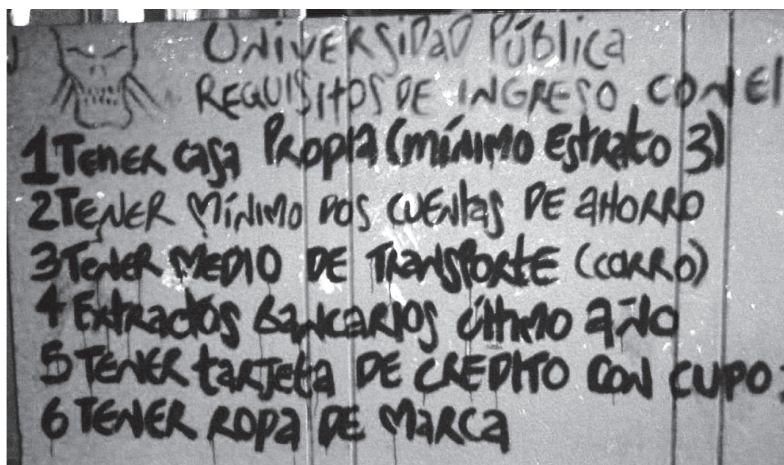 UNiVERSiDaD Pública
REQUISitOS DE INGRESO CON El
1 TENER casa PROPia (mÍNiMO EStRato 3)
2 TENER MíNiMO DOS CUENtas DE aHORRO
3 TENER MEDIO DE TRaNSPORtE (CaRRO)
4 ExtRactOS BaNcaRiOS último año
5 TENER taRjeta DE CREDITO CON CUPO
6 TENER ROPa DE MaRca